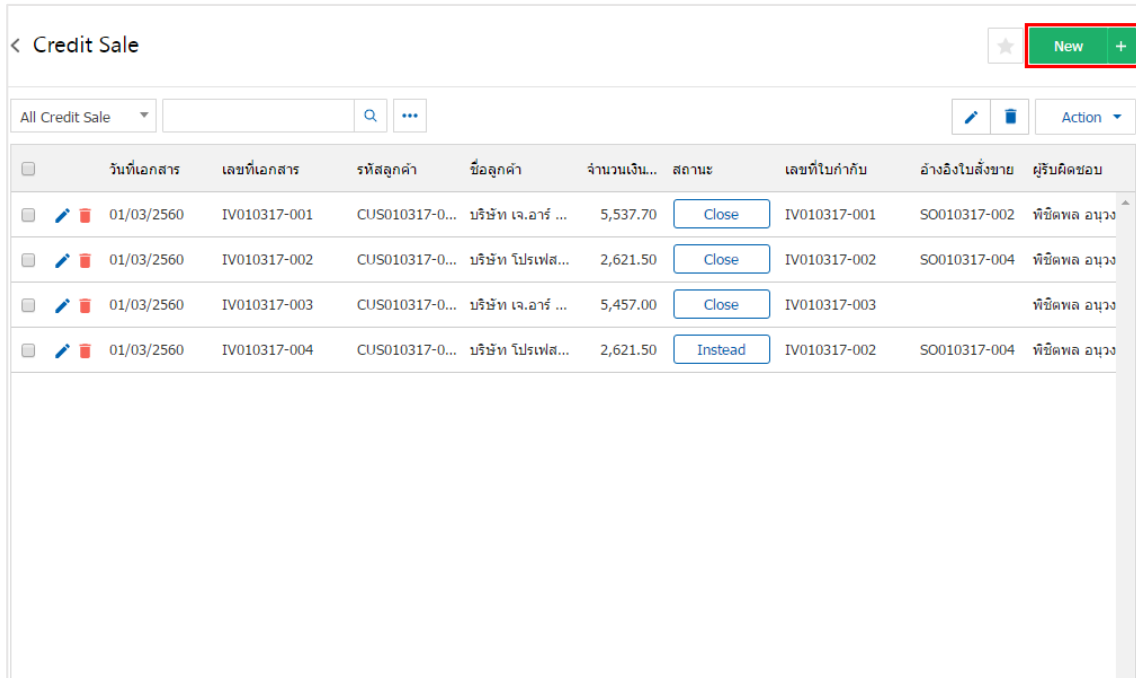 < Credit Sale
New +
All Credit Sale
Action
วันที่เอกสาร เลขที่เอกสาร รหัสลูกค้า ชื่อลูกค้า จำนวนเงิน... สถานะ เลขที่ใบกำกับ อ้างอิงใบสั่งขาย ผู้รับผิดชอบ
01/03/2560 IV010317-001 CUS010317-0... บริษัท เจ.อาร์ ... 5,537.70 Close IV010317-001 SO010317-002 พิชิตพล อนุวง
01/03/2560 IV010317-002 CUS010317-0... บริษัท โปรเฟส... 2,621.50 Close IV010317-002 SO010317-004 พิชิตพล อนุวง
01/03/2560 IV010317-003 CUS010317-0... บริษัท เจ.อาร์ ... 5,457.00 Close IV010317-003 พิชิตพล อนุวง
01/03/2560 IV010317-004 CUS010317-0... บริษัท โปรเฟส... 2,621.50 Instead IV010317-002 SO010317-004 พิชิตพล อนุวง